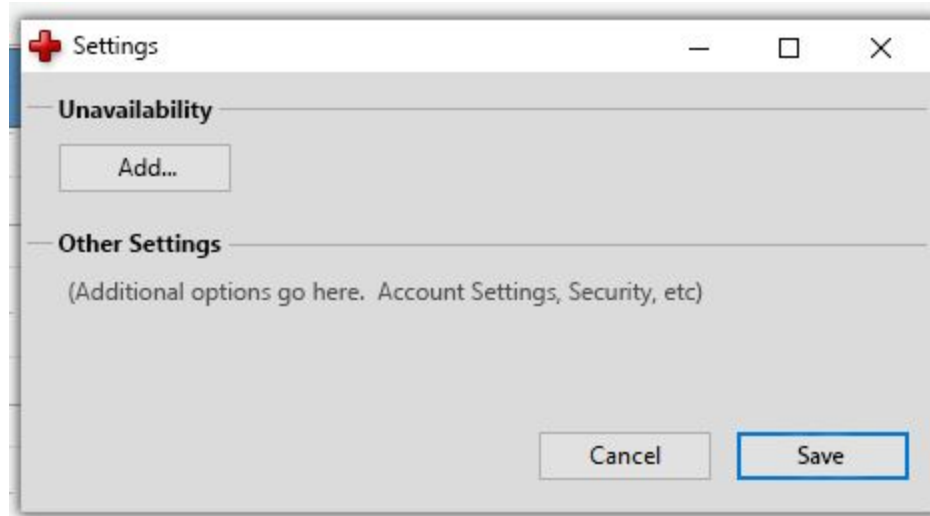 Settings
Unavailability
Add...
Other Settings
(Additional options go here.  Account Settings, Security, etc)
Cancel
Save